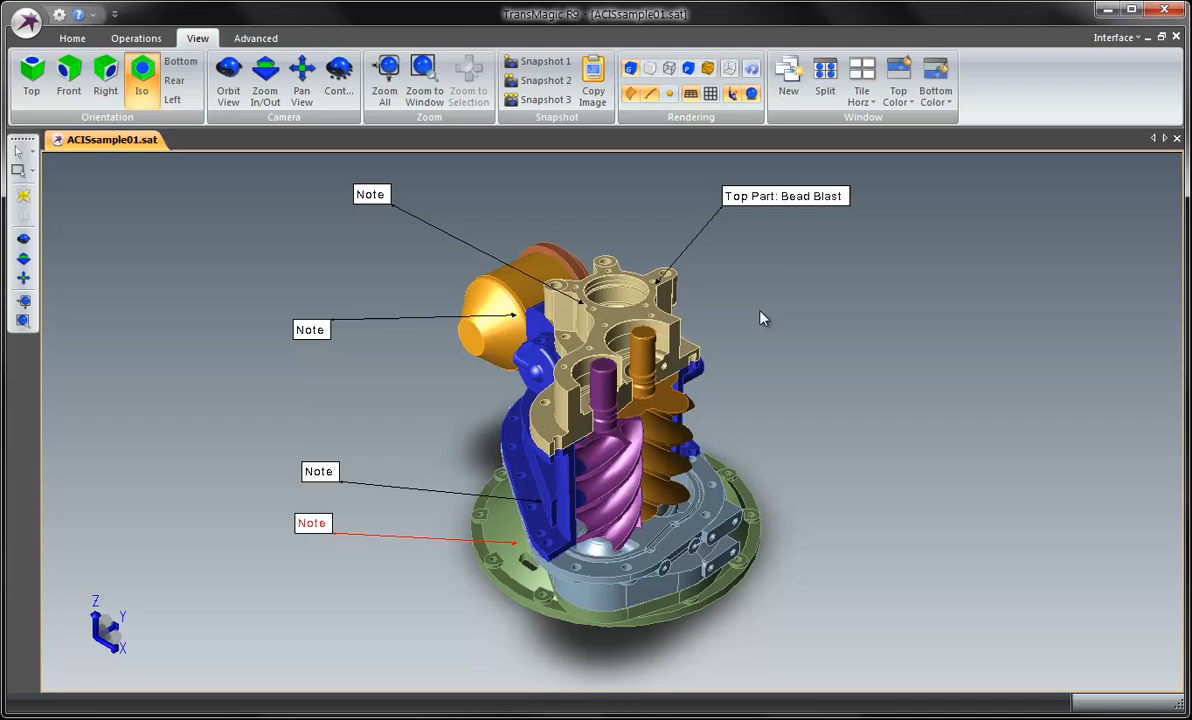 TransMagic R9 - [ACISsample01.sat]
Home Operations View Advanced Interface
Top Front Right Iso Bottom Rear Left
Orientation
Orbit View Zoom In/Out Pan View Cont...
Camera
Zoom All Zoom to Window Zoom to Selection
Zoom
Snapshot 1
Snapshot 2
Snapshot 3
Copy Image
Snapshot
Rendering
New Split Tile Horz Top Color Bottom Color
Window
ACISsample01.sat
Note
Top Part: Bead Blast
Note
Note
Note
Z
Y
X